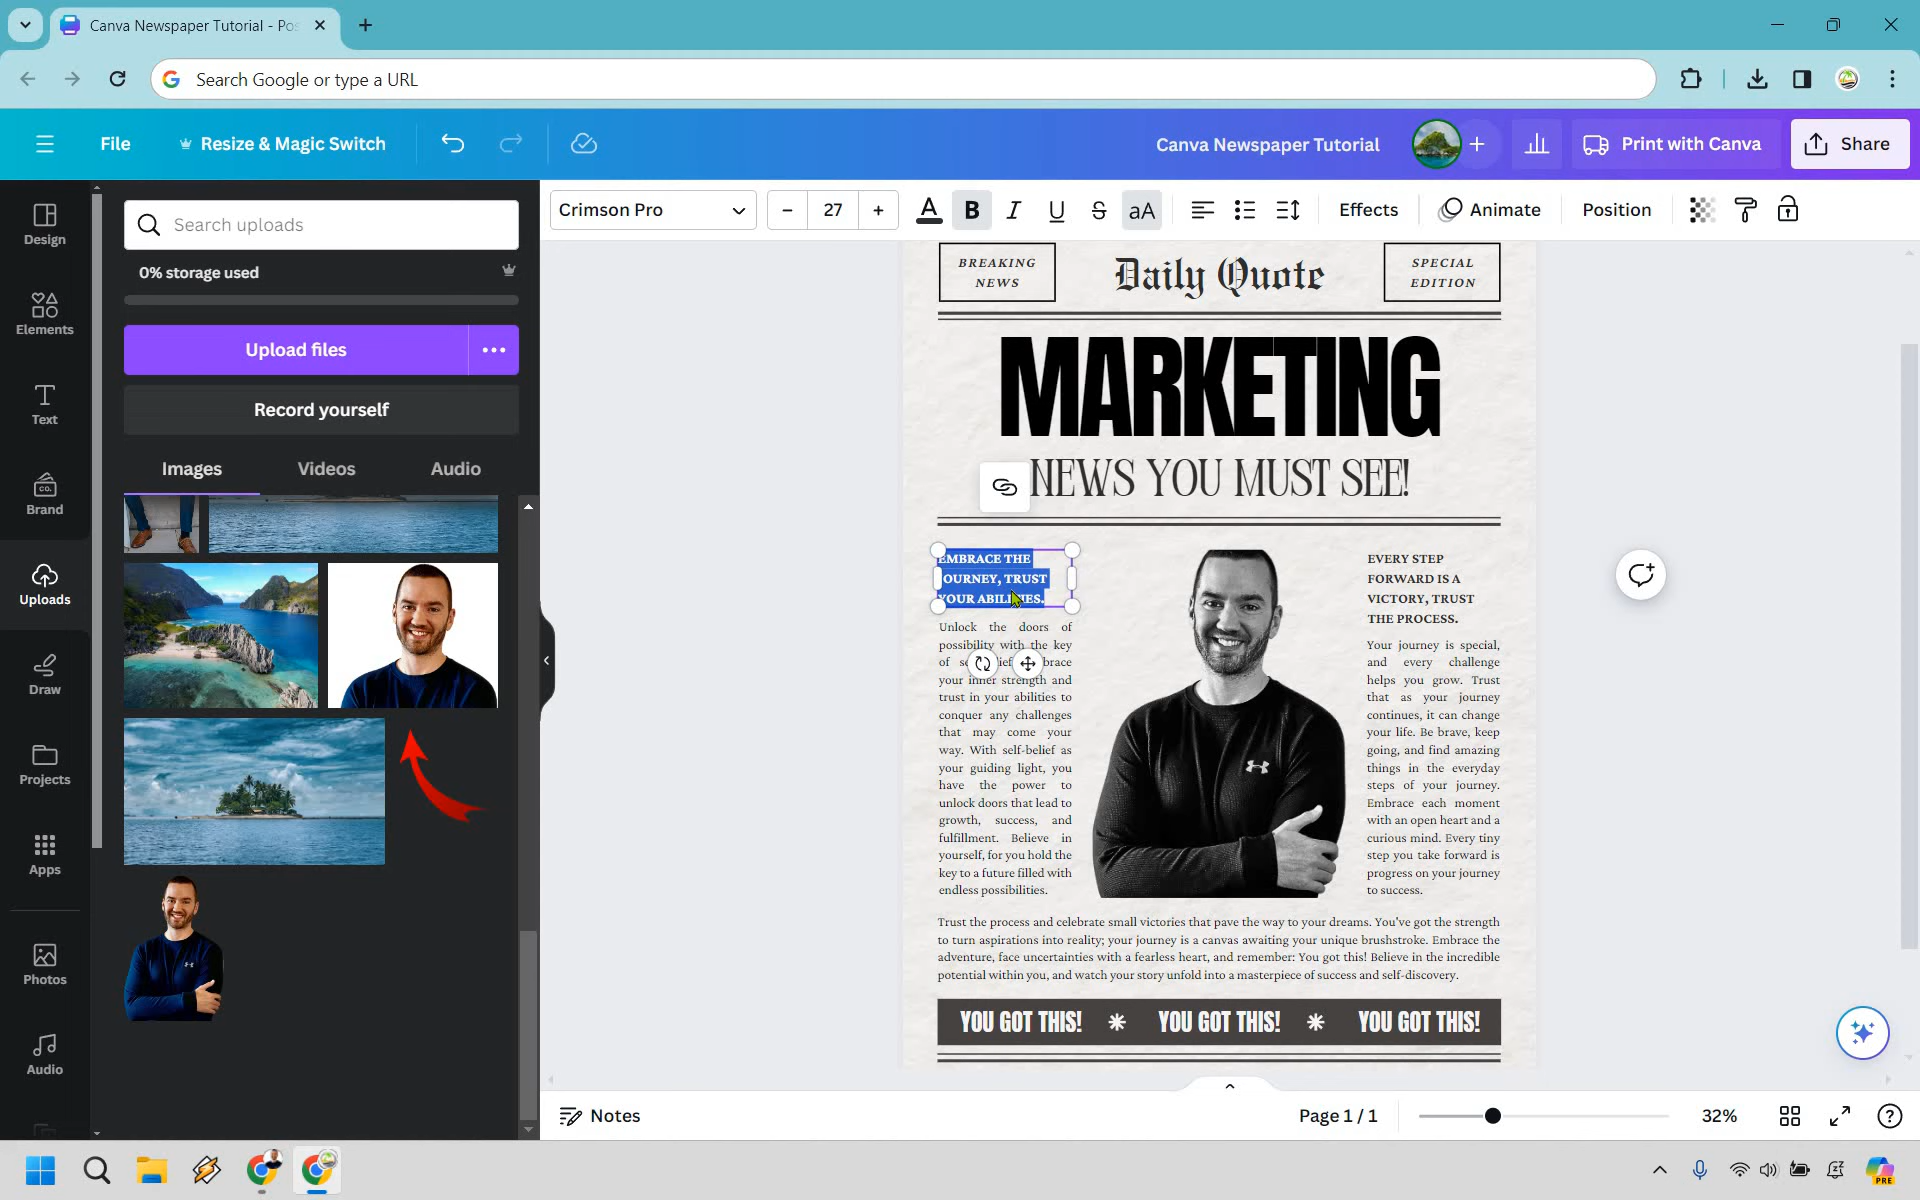 Canva Newspaper Tutorial - Pos
Search Google or type a URL
File
Resize & Magic Switch
Canva Newspaper Tutorial
Print with Canva
Share
Design
Elements
Text
Brand
Uploads
Draw
Projects
Apps
Photos
Audio
Search uploads
0% storage used
Upload files
Record yourself
Images
Videos
Audio
Crimson Pro
27
A
B
I
U
S
aA
Effects
Animate
Position
BREAKING
NEWS
Daily Quote
SPECIAL
EDITION
MARKETING
NEWS YOU MUST SEE!
EMBRACE THE
JOURNEY, TRUST
YOUR ABILITIES.
Unlock the doors of
possibility with the key
of
brace
your inner strength and
trust in your abilities to
conquer any challenges
that may come your
way. With self-belief as
your guiding light, you
have the power to
unlock doors that lead to
growth, success, and
fulfillment. Believe in
yourself, for you hold the
key to a future filled with
endless possibilities.
EVERY STEP
FORWARD IS A
VICTORY, TRUST
THE PROCESS.
Your journey is special,
and every challenge
helps you grow. Trust
that as your journey
continues, it can change
your life. Be brave, keep
going, and find amazing
things in the everyday
steps of your journey.
Embrace each moment
with an open heart and a
curious mind. Every tiny
step you take forward is
progress on your journey
to success.
Trust the process and celebrate small victories that pave the way to your dreams. You've got the strength
to turn aspirations into reality; your journey is a canvas awaiting your unique brushstroke. Embrace the
adventure, face uncertainties with a fearless heart, and remember: You got this! Believe in the incredible
potential within you, and watch your story unfold into a masterpiece of success and self-discovery.
YOU GOT THIS! YOU GOT THIS! YOU GOT THIS!
Notes
Page 1 / 1
32%
PRE